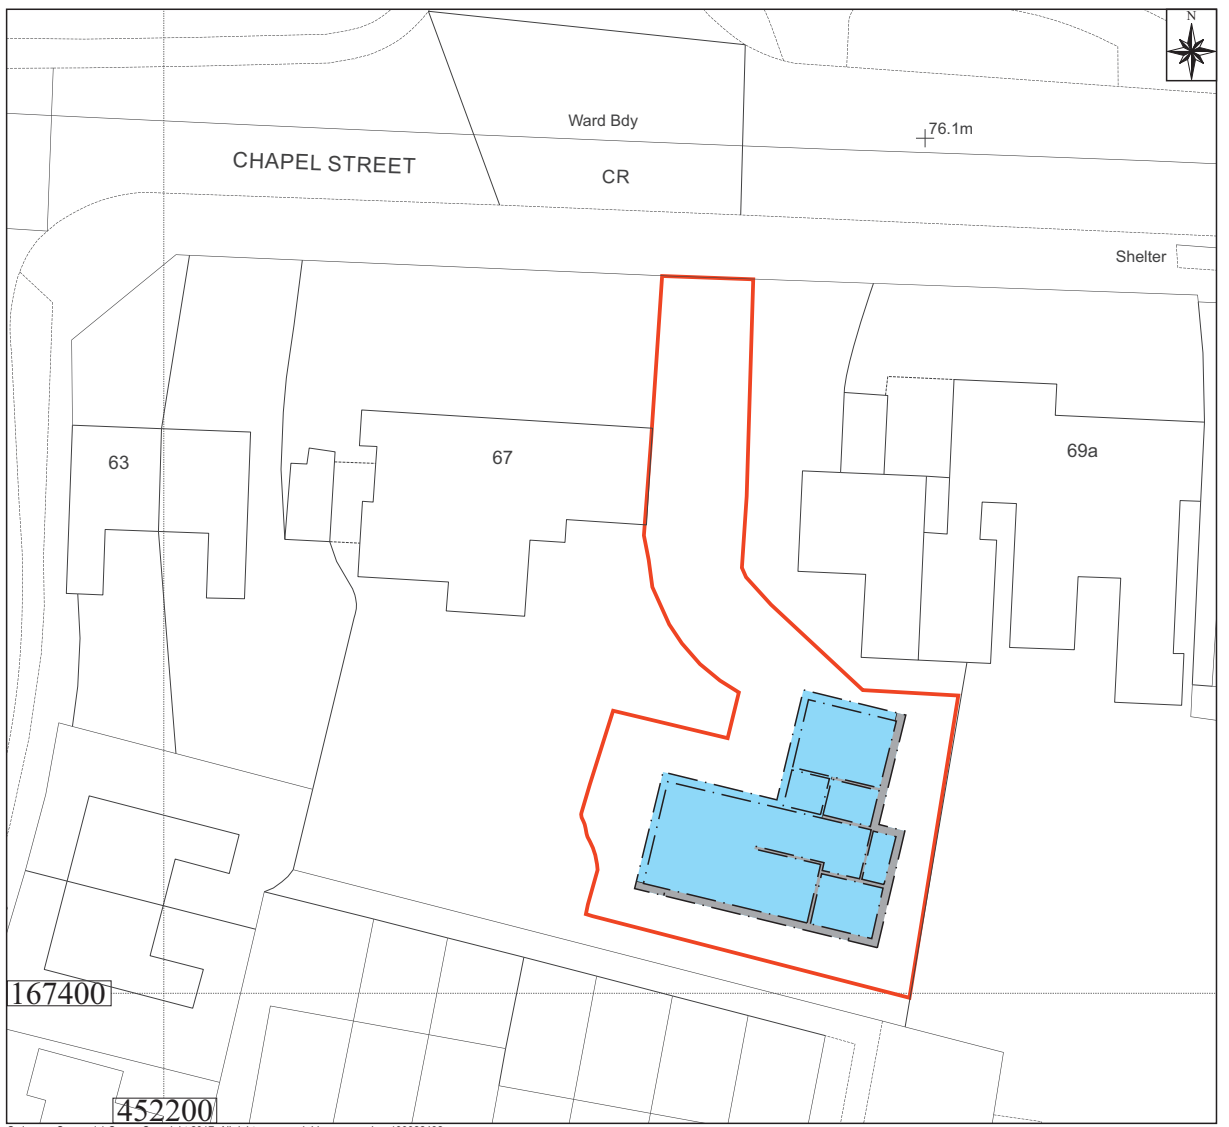 N
Ward Bdy
76.1m
CHAPEL STREET
CR
Shelter
63
67
69a
167400
452200